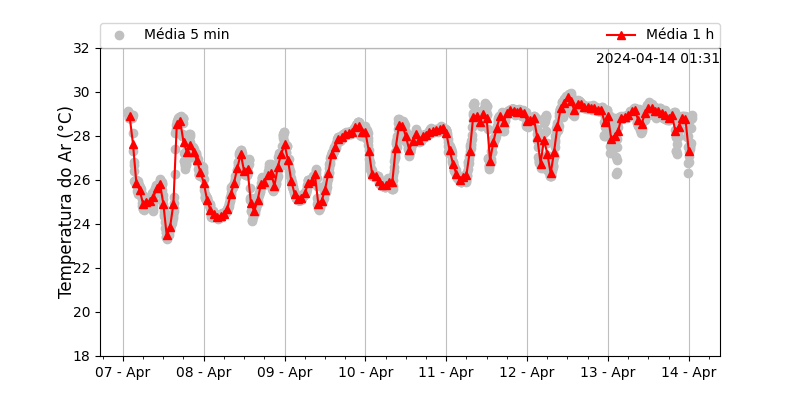 Média 5 min
Média 1 h
2024-04-14 01:31
Temperatura do Ar (°C)
32
30
28
26
24
22
20
18
07 - Apr
08 - Apr
09 - Apr
10 - Apr
11 - Apr
12 - Apr
13 - Apr
14 - Apr